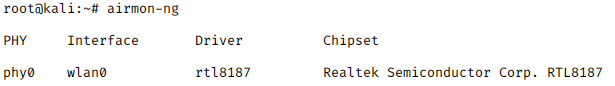 root@kali:~# airmon-ng
PHY Interface Driver Chipset
phy0 wlan0 rtl8187 Realtek Semiconductor Corp. RTL8187